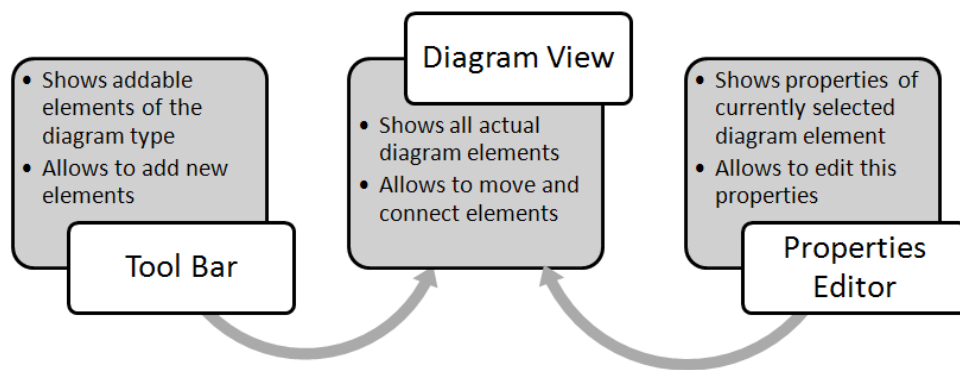 • Shows addable
elements of the
diagram type
• Allows to add new
elements
Tool Bar
Diagram View
• Shows all actual
diagram elements
• Allows to move and
connect elements
• Shows properties of
currently selected
diagram element
• Allows to edit this
properties
Properties
Editor